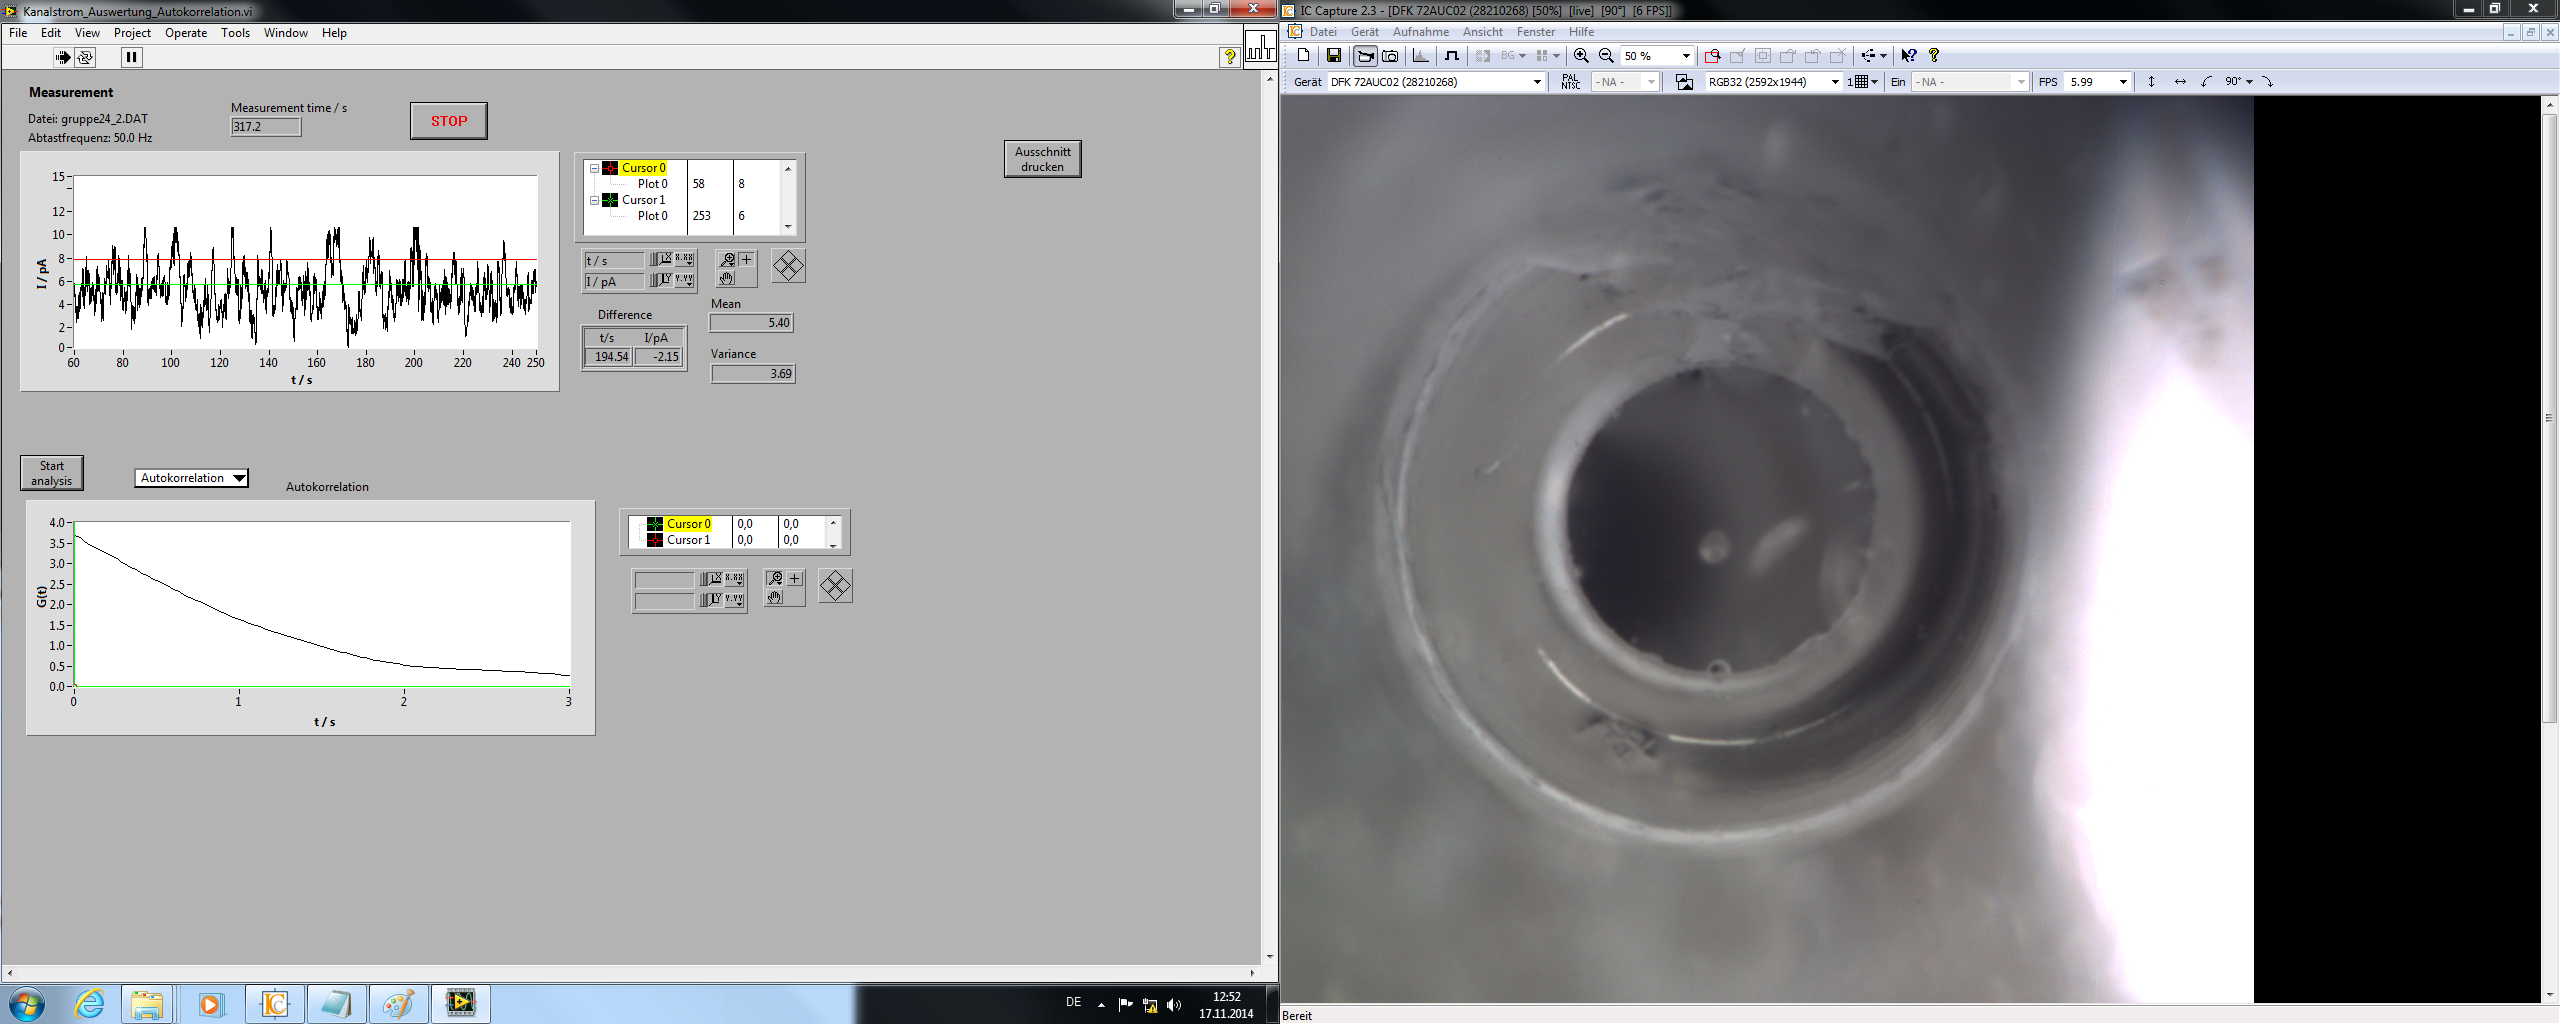 Kanalstrom_Auswertung_Autokorrelation.vi
File Edit View Project Operate Tools Window Help
Measurement
Datei: gruppe24_2.DAT
Abtastfrequenz: 50.0 Hz
Measurement time / s
317.2
STOP
Ausschnitt
drucken
15
12
10
8
6
4
2
0
I / pA
60 80 100 120 140 160 180 200 220 240 250
t / s
Cursor 0
Plot 0 58 8
Cursor 1
Plot 0 253 6
t / s
I / pA
Difference
t/s I/pA
194.54 -2.15
Mean
5.40
Variance
3.69
Start
analysis
Autokorrelation
Autokorrelation
4.0
3.5
3.0
2.5
2.0
1.5
1.0
0.5
0.0
G(t)
0 1 2 3
t / s
Cursor 0 0,0 0,0
Cursor 1 0,0 0,0
DE
12:52
17.11.2014
IC Capture 2.3 - [DFK 72AUC02 (28210268) [50%] [live] [90°] [6 FPS]]
Datei Gerät Aufnahme Ansicht Fenster Hilfe
BG 50 %
Gerät DFK 72AUC02 (28210268) PAL NTSC - NA - RGB32 (2592x1944) 1 Ein - NA - FPS 5.99 90°
Bereit